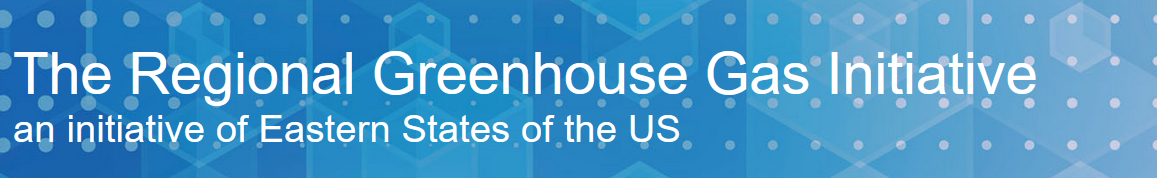 The Regional Greenhouse Gas Initiative
an initiative of Eastern States of the US